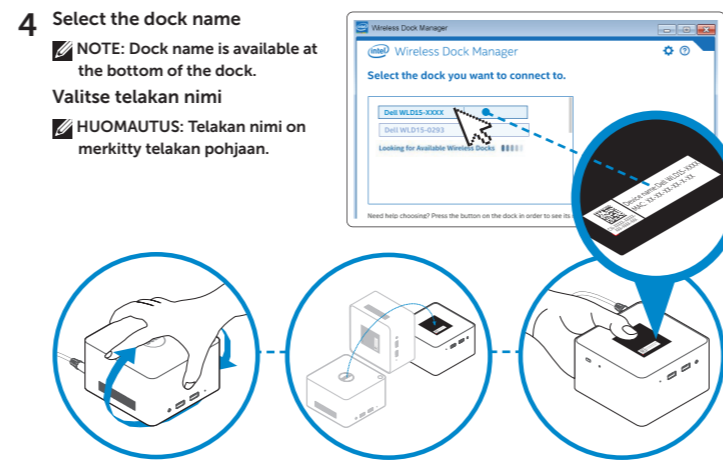 4 Select the dock name
NOTE: Dock name is available at
the bottom of the dock.
Valitse telakan nimi
HUOMAUTUS: Telakan nimi on
merkitty telakan pohjaan.
Wireless Dock Manager
intel Wireless Dock Manager
Select the dock you want to connect to.
Dell WLD15-XXXX
Dell WLD15-0293
Looking for Available Wireless Docks
Need help choosing? Press the button on the dock in order to see its
Device name:Dell WLD15-XXXX
MAC: XX-XX-XX-XX-X-XX